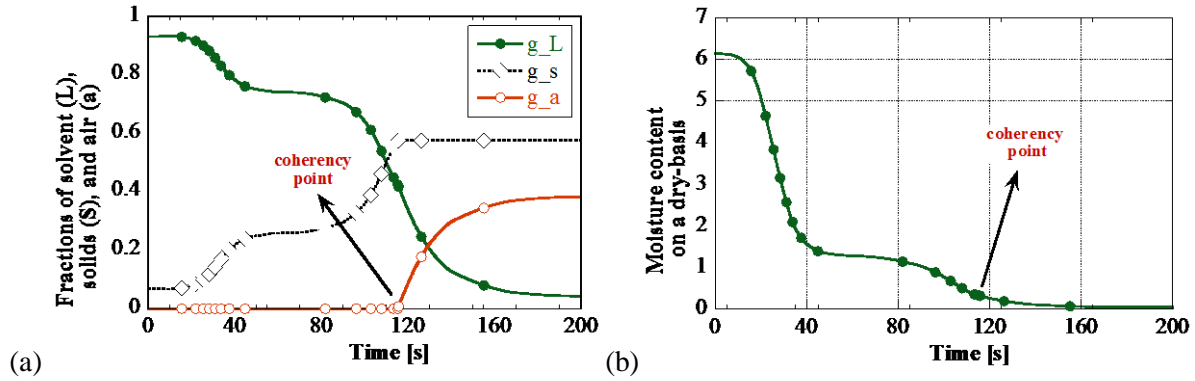 Fractions of solvent (L),
solids (S), and air (a)
1
0.8
0.6
0.4
0.2
0
g_L
g_s
g_a
coherency
point
0
40
80
120
160
200
Time [s]
(a)
Moisture content
on a dry-basis
7
6
5
4
3
2
1
0
coherency
point
0
40
80
120
160
200
Time [s]
(b)